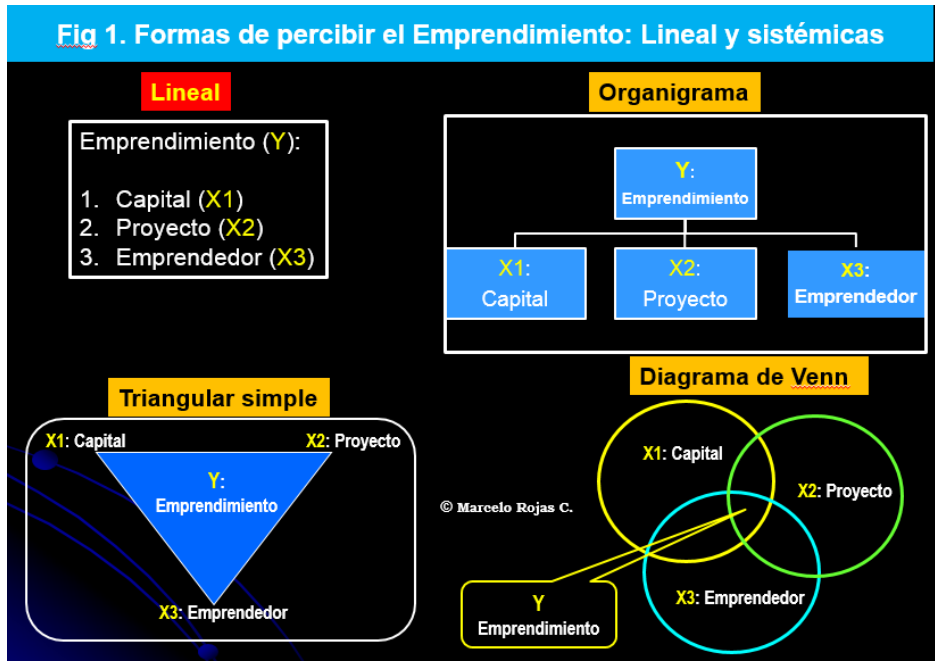 Fig 1. Formas de percibir el Emprendimiento: Lineal y sistémicas
Lineal
Emprendimiento (Y):
1. Capital (X1)
2. Proyecto (X2)
3. Emprendedor (X3)
Organigrama
Y:
Emprendimiento
X1:
Capital
X2:
Proyecto
X3:
Emprendedor
Triangular simple
X1: Capital
X2: Proyecto
Y:
Emprendimiento
X3: Emprendedor
© Marcelo Rojas C.
Diagrama de Venn
X1: Capital
X2: Proyecto
X3: Emprendedor
Y
Emprendimiento